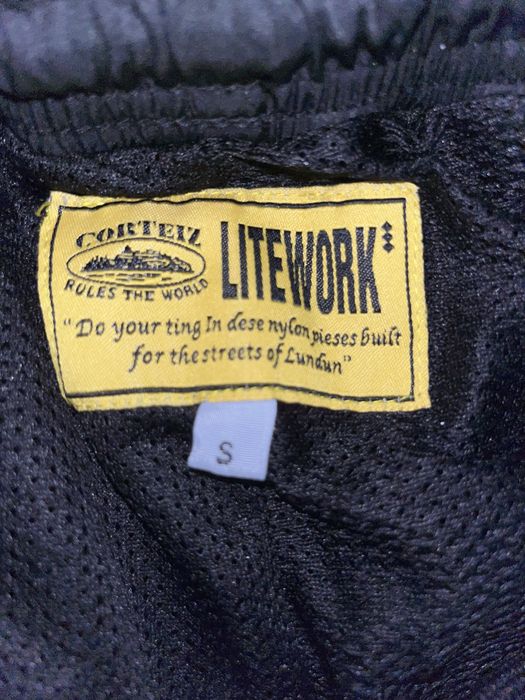 CORTEIZ
RULES THE WORLD
LITEWORK
"Do your ting In dese nylon pieses built
for the streets of Lundun"
S